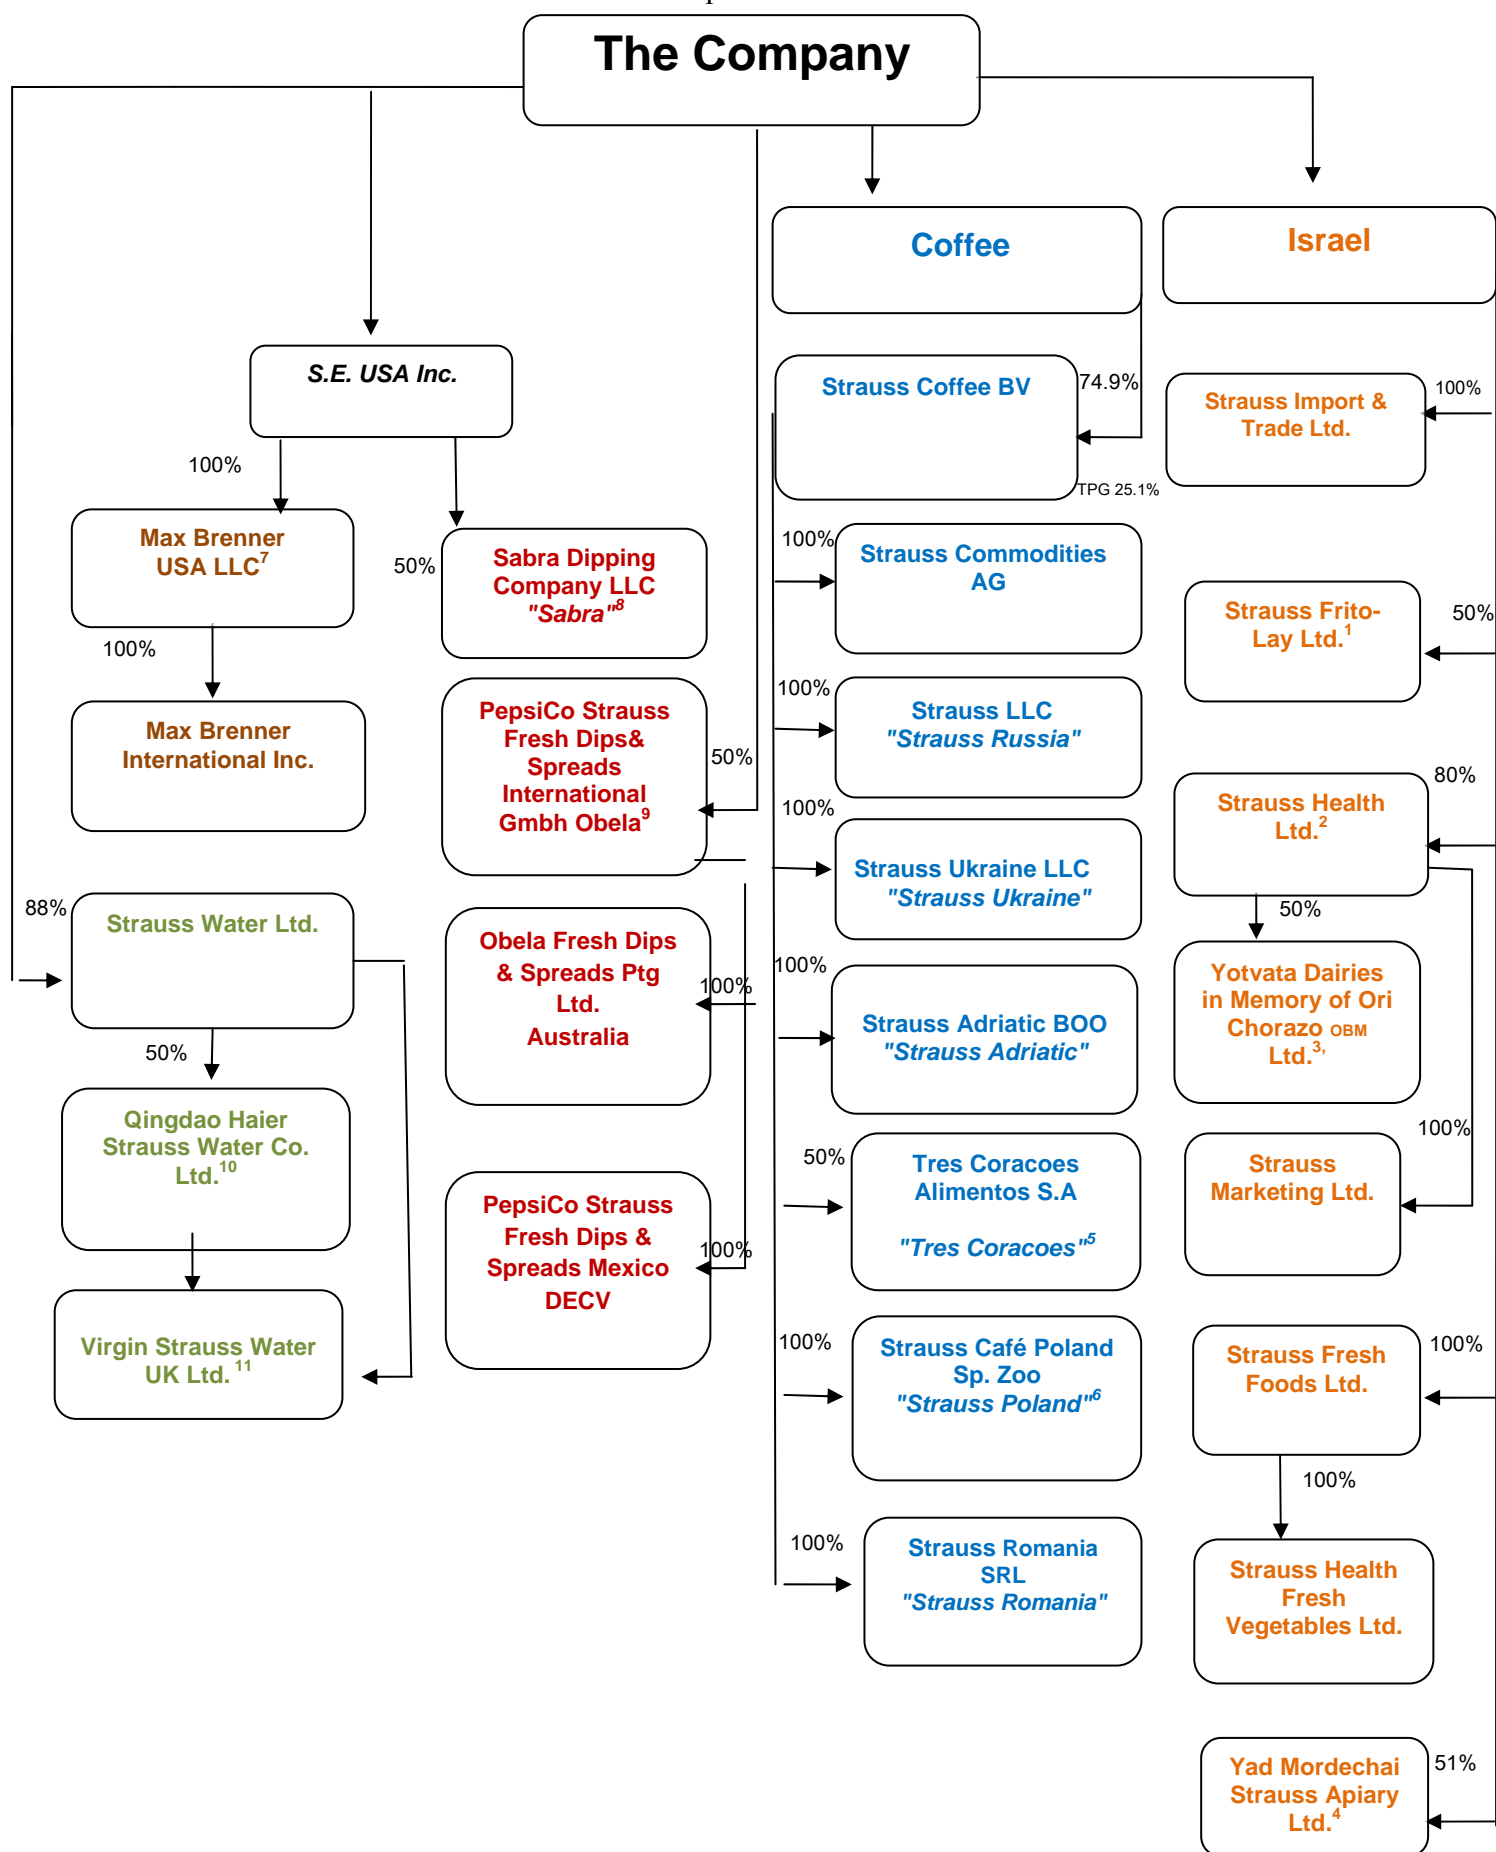 The Company
Coffee
Israel
S.E. USA Inc.
Strauss Coffee BV
74.9%
TPG 25.1%
Strauss Import &
Trade Ltd.
100%
100%
Max Brenner
USA LLC7
50%
Sabra Dipping
Company LLC
"Sabra"8
100%
Strauss Commodities
AG
Strauss Frito-
Lay Ltd.1
50%
100%
Max Brenner
International Inc.
PepsiCo Strauss
Fresh Dips&
Spreads
International
Gmbh Obela9
50%
100%
Strauss LLC
"Strauss Russia"
Strauss Health
Ltd.2
80%
100%
Strauss Ukraine LLC
"Strauss Ukraine"
88%
Strauss Water Ltd.
50%
Obela Fresh Dips
& Spreads Ptg
Ltd.
Australia
100%
100%
Strauss Adriatic BOO
"Strauss Adriatic"
Yotvata Dairies
in Memory of Ori
Chorazo OBM
Ltd.3,
50%
Qingdao Haier
Strauss Water Co.
Ltd.10
50%
Tres Coracoes
Alimentos S.A
"Tres Coracoes"5
100%
Strauss
Marketing Ltd.
PepsiCo Strauss
Fresh Dips &
Spreads Mexico
DECV
100%
Virgin Strauss Water
UK Ltd. 11
100%
Strauss Café Poland
Sp. Zoo
"Strauss Poland"6
Strauss Fresh
Foods Ltd.
100%
100%
100%
Strauss Romania
SRL
"Strauss Romania"
Strauss Health
Fresh
Vegetables Ltd.
Yad Mordechai
Strauss Apiary
Ltd.4
51%